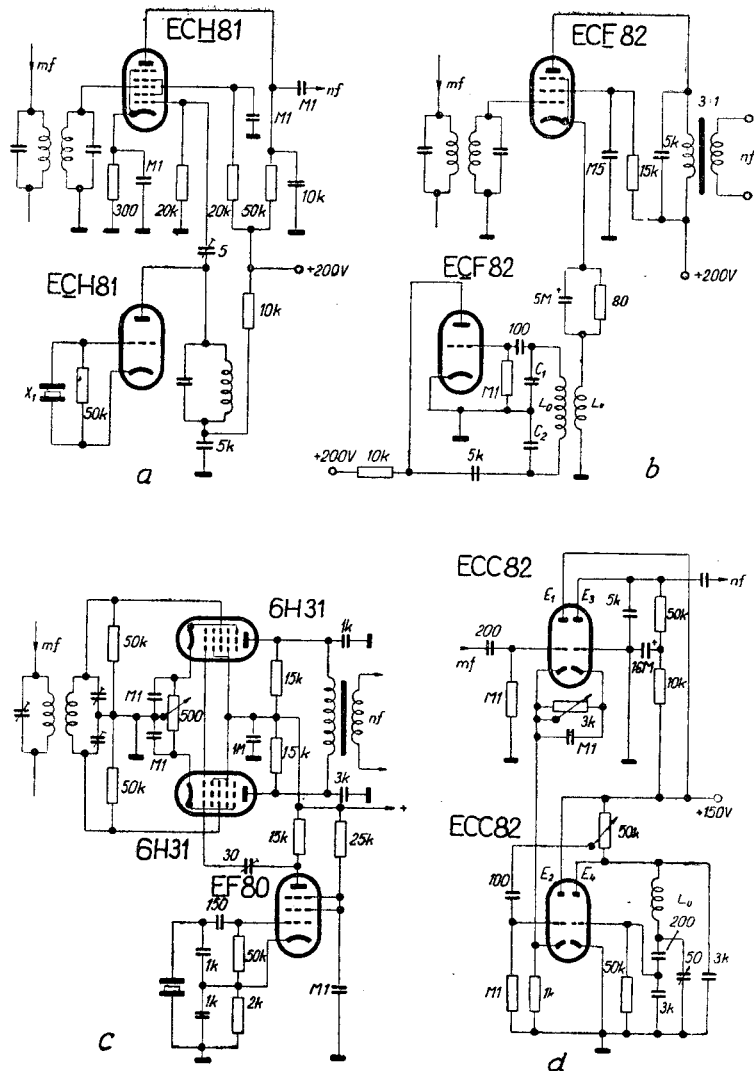 ECH81
mf
M1
nf
M1
M1
300
20k
20k
50k
10k
5
+200V
ECH81
10k
X₁
50k
5k
a
ECF82
mf
3:1
5k
nf
M5
15k
+200V
ECF82
5M
+
80
100
M1
C₁
L₀
C₂
+200V
10k
5k
b
6H31
mf
50k
1k
15k
M1
500
nf
1M
M1
15k
50k
3k
+
6H31
15k
25k
30
EF80
150
1k
50k
M1
1k
2k
c
ECC82
E₁
E₃
nf
5k
50k
200
mf
16M
+
M1
10k
3k
M1
+150V
ECC82
50k
E₂
E₄
100
200
50
3k
M1
1k
50k
3k
d